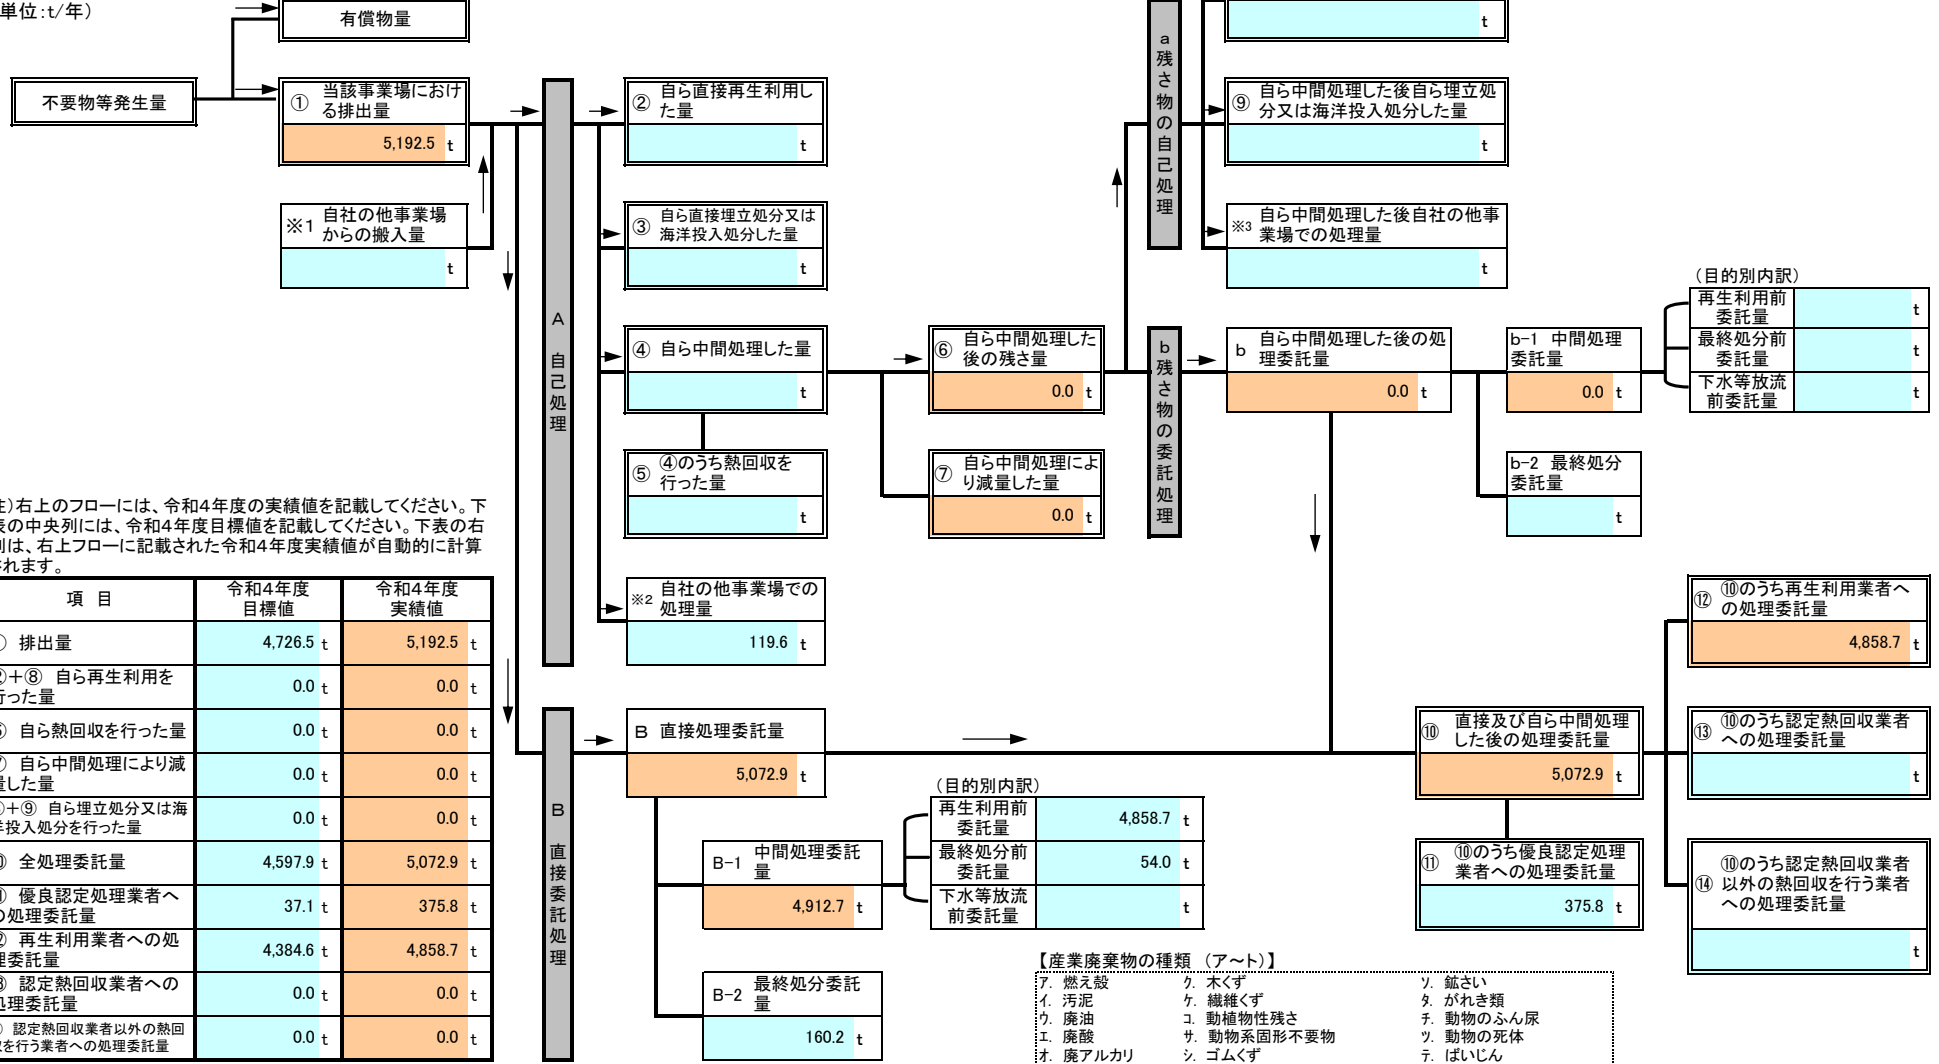 単位:t/年）
有償物量
t
不要物等発生量
① 当該事業場におけ
る排出量
5,192.5 t
※1 自社の他事業場
からの搬入量
t
A 自己処理
② 自ら直接再生利用し
た量
t
③ 自ら直接埋立処分又は
海洋投入処分した量
t
④ 自ら中間処理した量
t
⑤ ④のうち熱回収を
行った量
t
※2 自社の他事業場での
処理量
119.6 t
⑥ 自ら中間処理した
後の残さ量
0.0 t
⑦ 自ら中間処理によ
り減量した量
0.0 t
a 残さ物の自己処理
⑨ 自ら中間処理した後自ら埋立処
分又は海洋投入処分した量
t
※3 自ら中間処理した後自社の他事
業場での処理量
t
b 残さ物の委託処理
b 自ら中間処理した後の処
理委託量
0.0 t
b-1 中間処理
委託量
0.0 t
b-2 最終処分
委託量
t
（目的別内訳）
再生利用前
委託量
t
最終処分前
委託量
t
下水等放流
前委託量
t
）右上のフローには、令和４年度の実績値を記載してください。下
の中央列には、令和４年度目標値を記載してください。下表の右
は、右上フローに記載された令和４年度実績値が自動的に計算
れます。
項 目
令和４年度
目標値
令和４年度
実績値
排出量
4,726.5 t
5,192.5 t
＋⑧ 自ら再生利用を
行った量
0.0 t
0.0 t
自ら熱回収を行った量
0.0 t
0.0 t
自ら中間処理により減
量した量
0.0 t
0.0 t
＋⑨ 自ら埋立処分又は海
洋投入処分を行った量
0.0 t
0.0 t
全処理委託量
4,597.9 t
5,072.9 t
優良認定処理業者へ
の処理委託量
37.1 t
375.8 t
再生利用業者への処
理委託量
4,384.6 t
4,858.7 t
認定熱回収業者への
処理委託量
0.0 t
0.0 t
認定熱回収業者以外の熱回
収を行う業者への処理委託量
0.0 t
0.0 t
B 直接委託処理
B 直接処理委託量
5,072.9 t
B-1 中間処理委託
量
4,912.7 t
B-2 最終処分委託
量
160.2 t
（目的別内訳）
再生利用前
委託量
4,858.7 t
最終処分前
委託量
54.0 t
下水等放流
前委託量
t
⑩ 直接及び自ら中間処理
した後の処理委託量
5,072.9 t
⑪ ⑩のうち優良認定処理
業者への処理委託量
375.8 t
⑫ ⑩のうち再生利用業者へ
の処理委託量
4,858.7 t
⑬ ⑩のうち認定熱回収業者
への処理委託量
t
⑭ ⑩のうち認定熱回収業者
以外の熱回収を行う業者
への処理委託量
t
【産業廃棄物の種類 （ア～ト）】
ア. 燃え殻
イ. 汚泥
ウ. 廃油
エ. 廃酸
オ. 廃アルカリ
ク. 木くず
ケ. 繊維くず
コ. 動植物性残さ
サ. 動物系固形不要物
シ. ゴムくず
ソ. 鉱さい
タ. がれき類
チ. 動物のふん尿
ツ. 動物の死体
テ. ばいじん